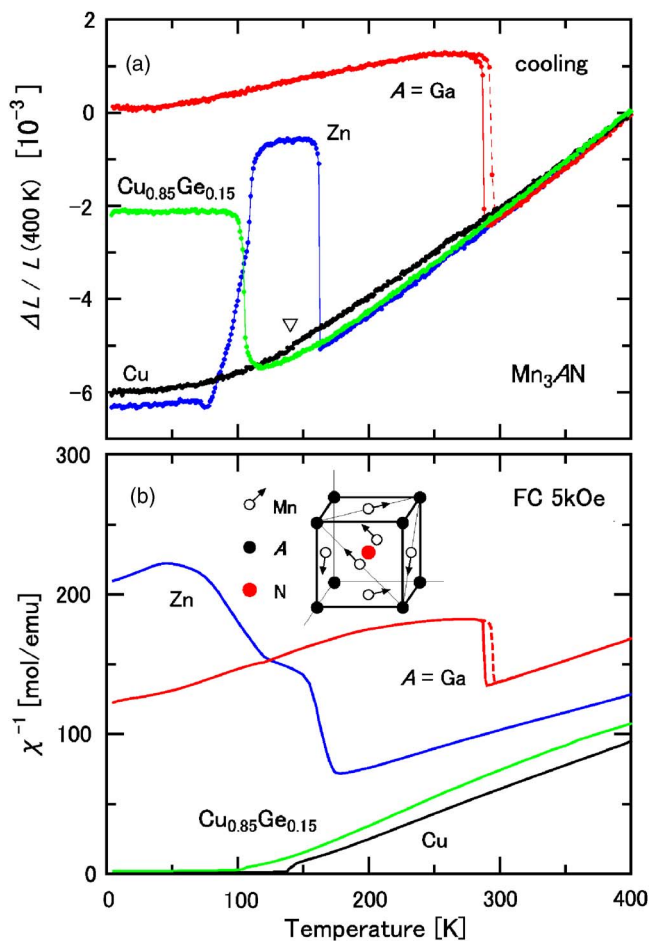 2
(a)
cooling
A = Ga
0
ΔL / L (400 K) [10⁻³]
Zn
Cu₀.₈₅Ge₀.₁₅
−2
−4
▽
Cu
Mn₃AN
−6
300
(b)
FC 5kOe
Mn
A
N
Zn
200
A = Ga
χ⁻¹ [mol/emu]
100
Cu₀.₈₅Ge₀.₁₅
Cu
0
0 100 200 300 400
Temperature [K]